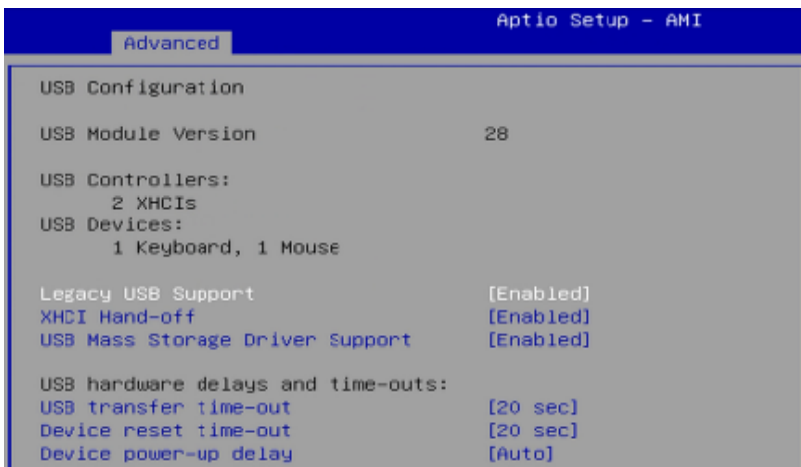 Aptio Setup - AMI
Advanced
USB Configuration
USB Module Version 28
USB Controllers:
2 XHCIs
USB Devices:
1 Keyboard, 1 Mouse
Legacy USB Support [Enabled]
XHCI Hand-off [Enabled]
USB Mass Storage Driver Support [Enabled]
USB hardware delays and time-outs:
USB transfer time-out [20 sec]
Device reset time-out [20 sec]
Device power-up delay [Auto]